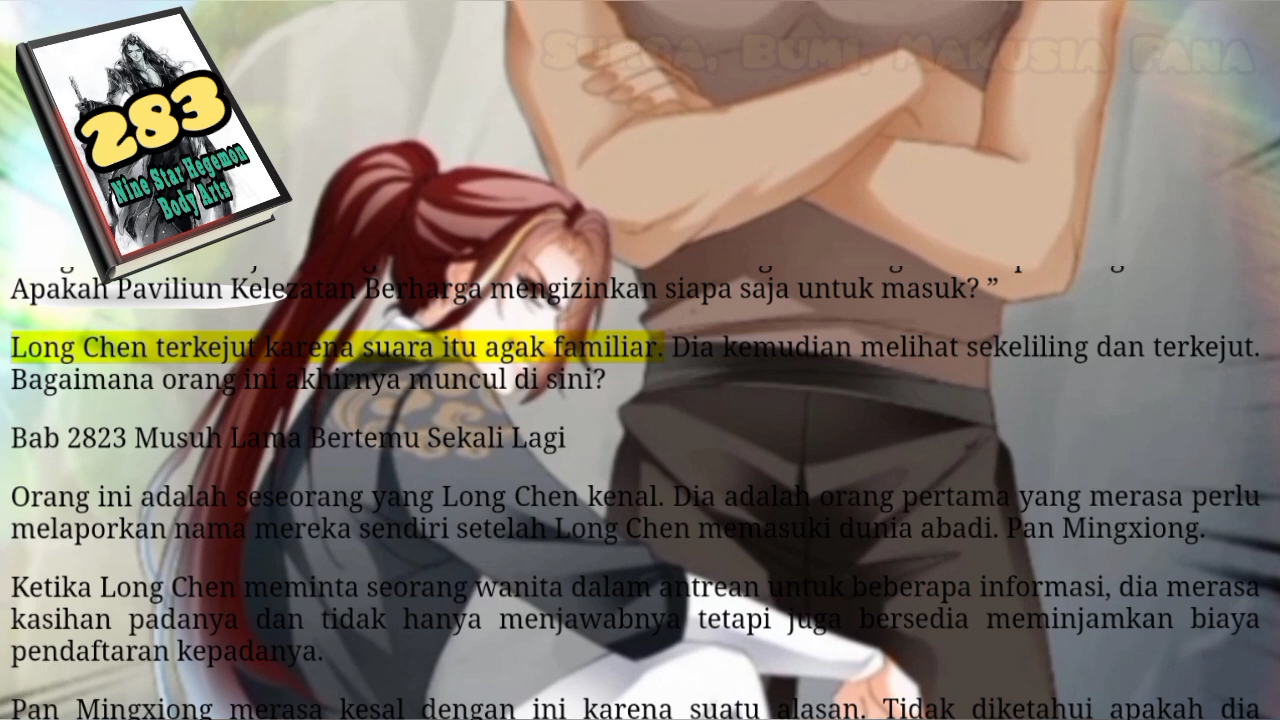 Surga, Bumi, Manusia Fana
283
Nine Star Hegemon
Body Arts
Apakah Paviliun Kelezatan Berharga mengizinkan siapa saja untuk masuk? ”
Long Chen terkejut karena suara itu agak familiar. Dia kemudian melihat sekeliling dan terkejut.
Bagaimana orang ini akhirnya muncul di sini?
Bab 2823 Musuh Lama Bertemu Sekali Lagi
Orang ini adalah seseorang yang Long Chen kenal. Dia adalah orang pertama yang merasa perlu
melaporkan nama mereka sendiri setelah Long Chen memasuki dunia abadi. Pan Mingxiong.
Ketika Long Chen meminta seorang wanita dalam antrean untuk beberapa informasi, dia merasa
kasihan padanya dan tidak hanya menjawabnya tetapi juga bersedia meminjamkan biaya
pendaftaran kepadanya.
Pan Mingxiong merasa kesal dengan ini karena suatu alasan. Tidak diketahui apakah dia